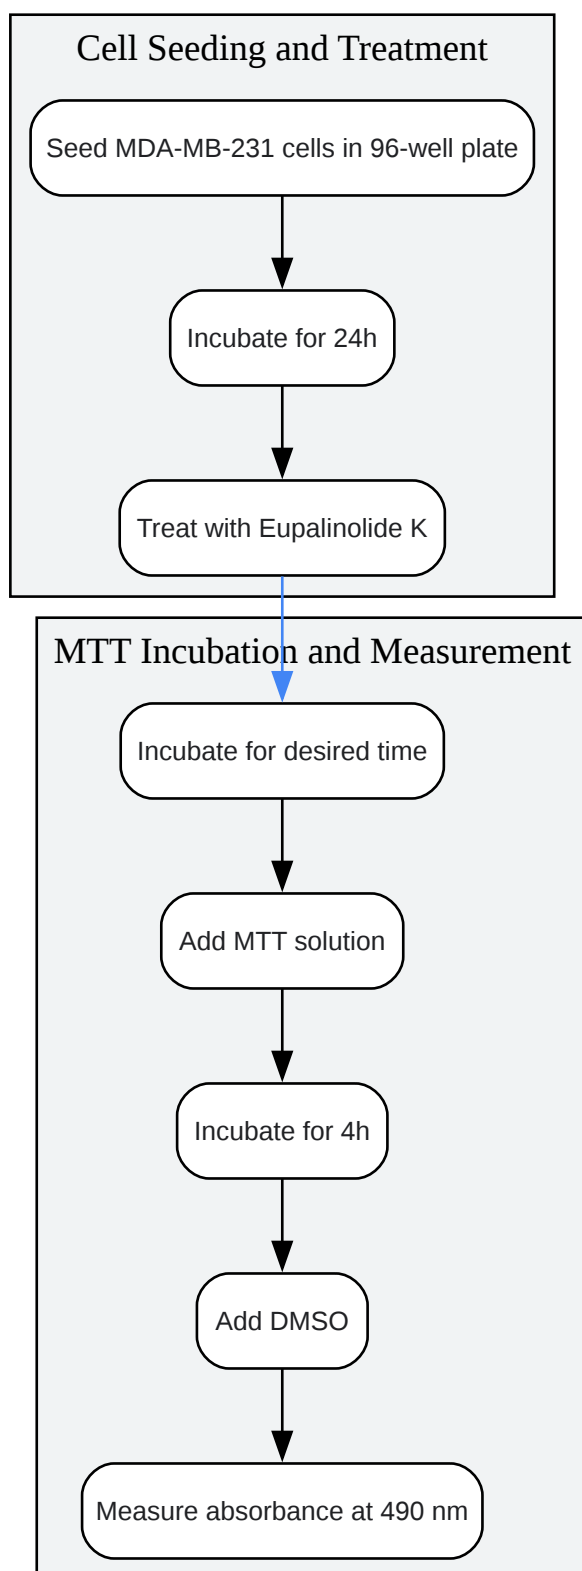 Cell Seeding and Treatment
Seed MDA-MB-231 cells in 96-well plate
Incubate for 24h
Treat with Eupalinolide K
MTT Incubation and Measurement
Incubate for desired time
Add MTT solution
Incubate for 4h
Add DMSO
Measure absorbance at 490 nm